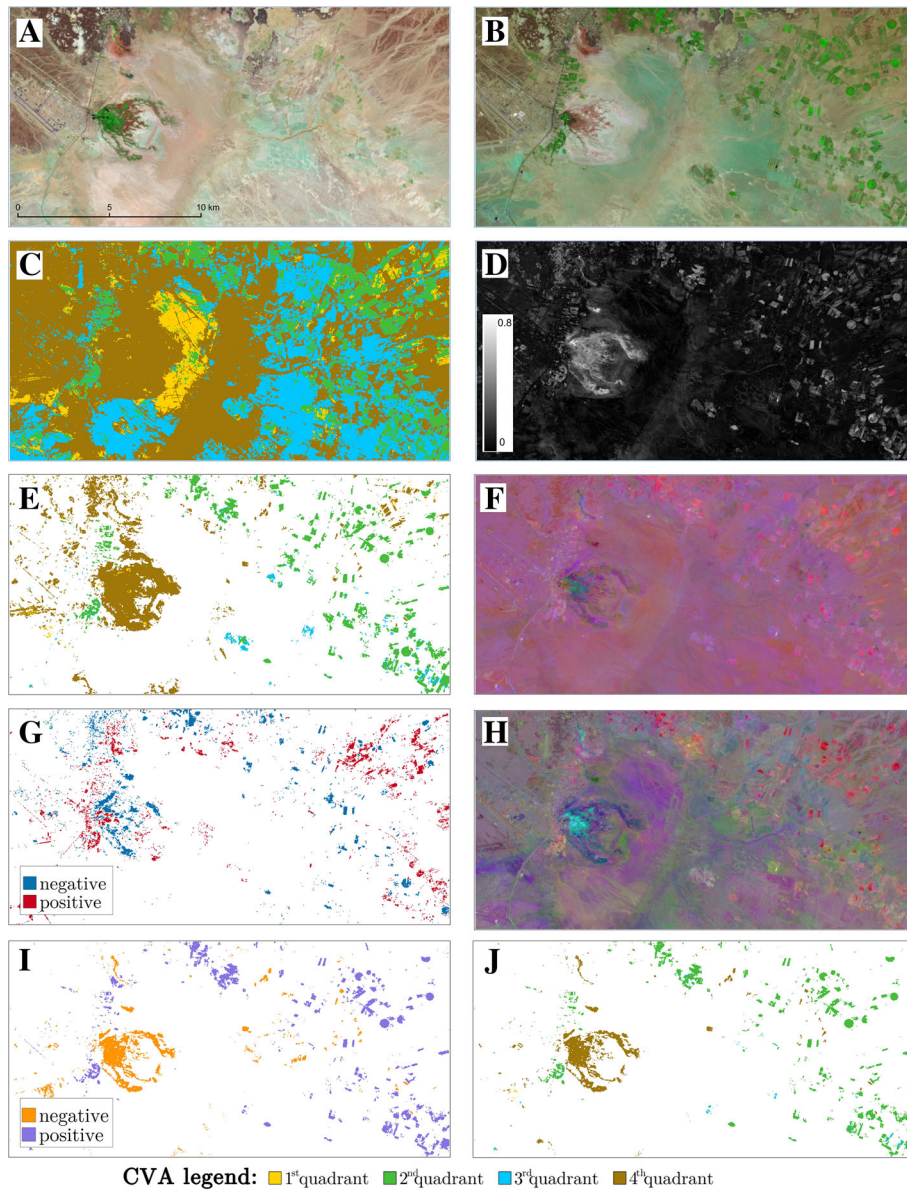 A
B
0 5 10 km
C
D
0.8
0
E
F
G
negative
positive
H
I
negative
positive
J
CVA legend: 1st quadrant 2nd quadrant 3rd quadrant 4th quadrant